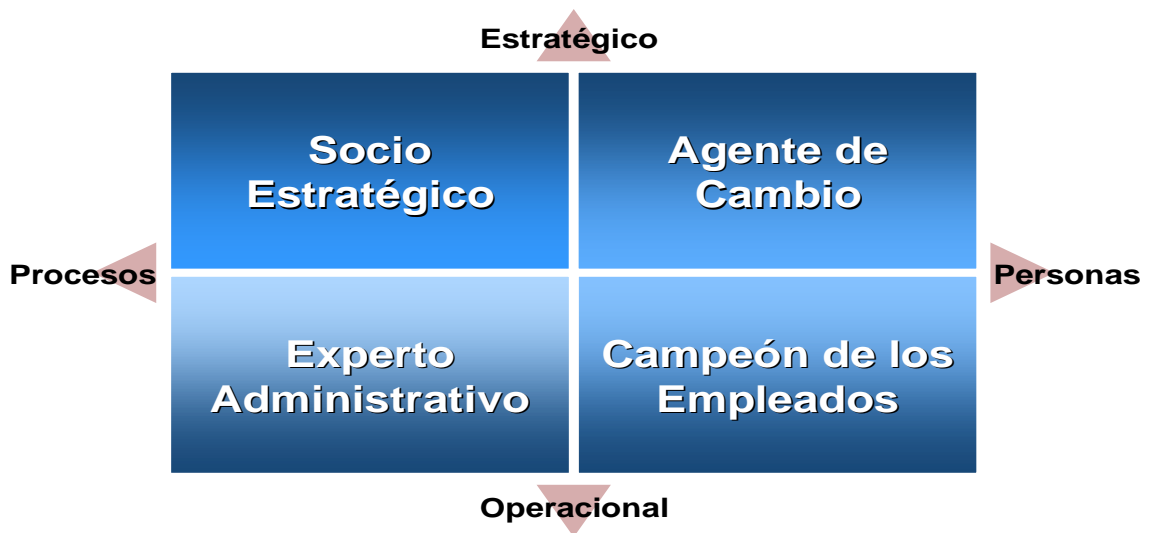 Estratégico
Socio
Estratégico
Agente de
Cambio
Procesos
Personas
Experto
Administrativo
Campeón de los
Empleados
Operacional